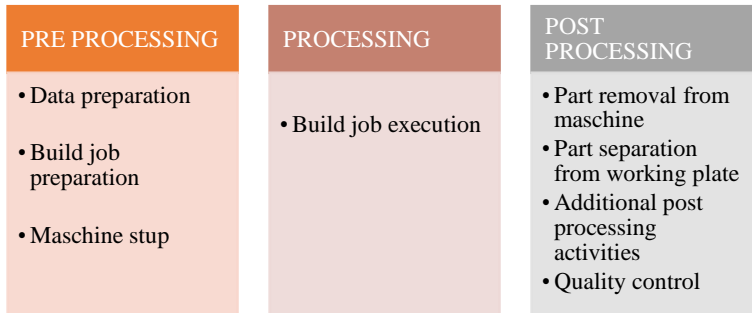 PRE PROCESSING
• Data preparation
• Build job
preparation
• Maschine stup
PROCESSING
• Build job execution
POST
PROCESSING
• Part removal from
maschine
• Part separation
from working plate
• Additional post
processing
activities
• Quality control